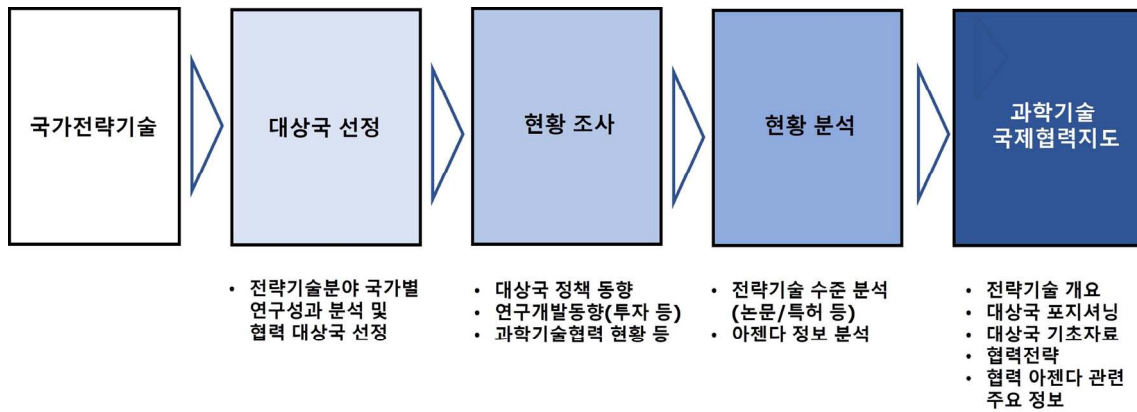 국가전략기술
대상국 선정
현황 조사
현황 분석
과학기술
국제협력지도
• 전략기술분야 국가별
연구성과 분석 및
협력 대상국 선정
• 대상국 정책 동향
• 연구개발동향(투자 등)
• 과학기술협력 현황 등
• 전략기술 수준 분석
(논문/특허 등)
• 아젠다 정보 분석
• 전략기술 개요
• 대상국 포지셔닝
• 대상국 기초자료
• 협력전략
• 협력 아젠다 관련
주요 정보